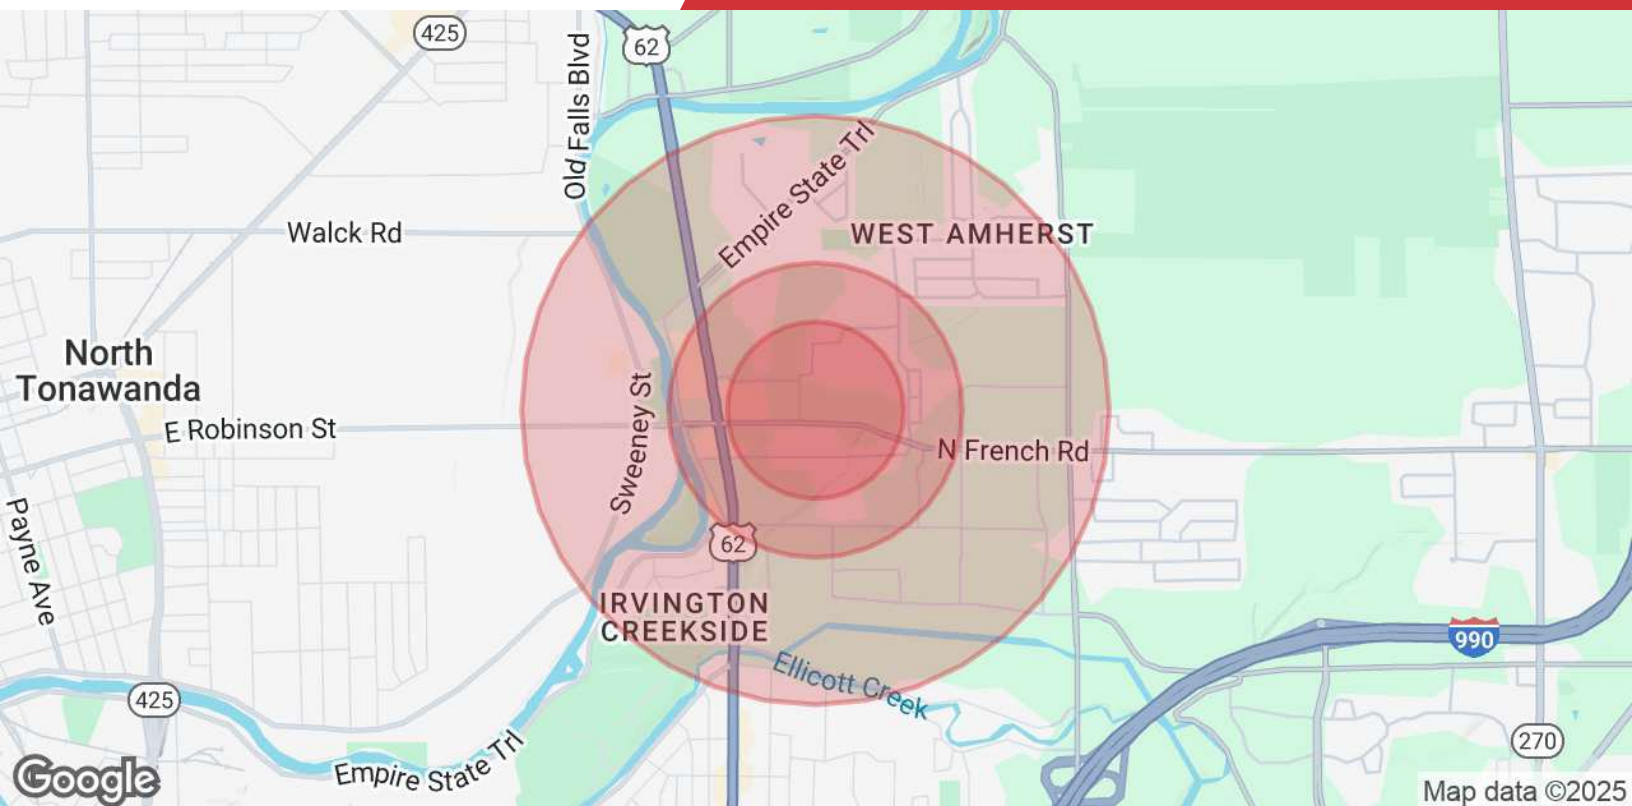 425
62
Old Falls Blvd
Empire State Trl
Walck Rd
WEST AMHERST
North
Tonawanda
Sweeney St
E Robinson St
N French Rd
Payne Ave
62
IRVINGTON
CREEKSIDE
990
Ellicott Creek
425
270
Empire State Trl
Google
Map data ©2025